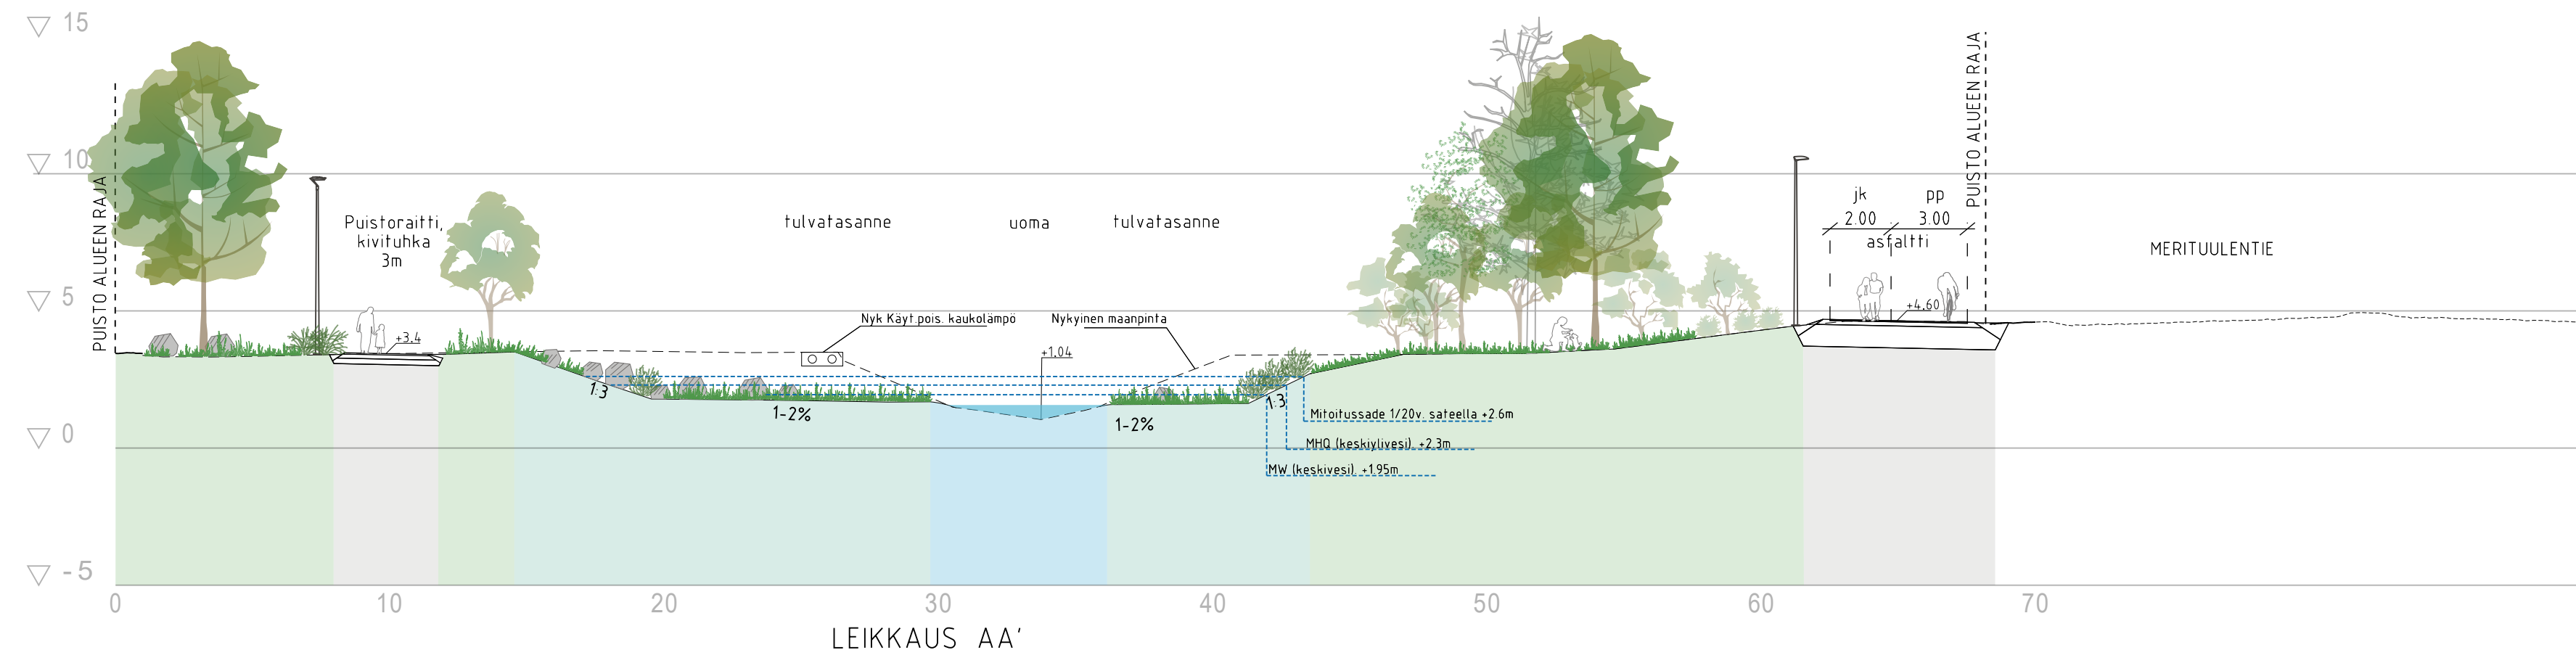 15
10
5
0
-5
PUISTO ALUEEN RAJA
Puistoraitti,
kivituhka
3m
+3.4
tulvatasanne
uoma
tulvatasanne
Nyk Käyt.pois. kaukolämpö
Nykyinen maanpinta
+1,04
1:3
1-2%
1-2%
1:3
Mitoitussade 1/20v. sateella +2.6m
MHQ (keskiylivesi). +2.3m
MW (keskivesi). +1.95m
jk
pp
2.00
3.00
asfaltti
+4,60
PUISTO ALUEEN RAJA
MERITUULENTIE
0
10
20
30
40
50
60
70
LEIKKAUS AA'